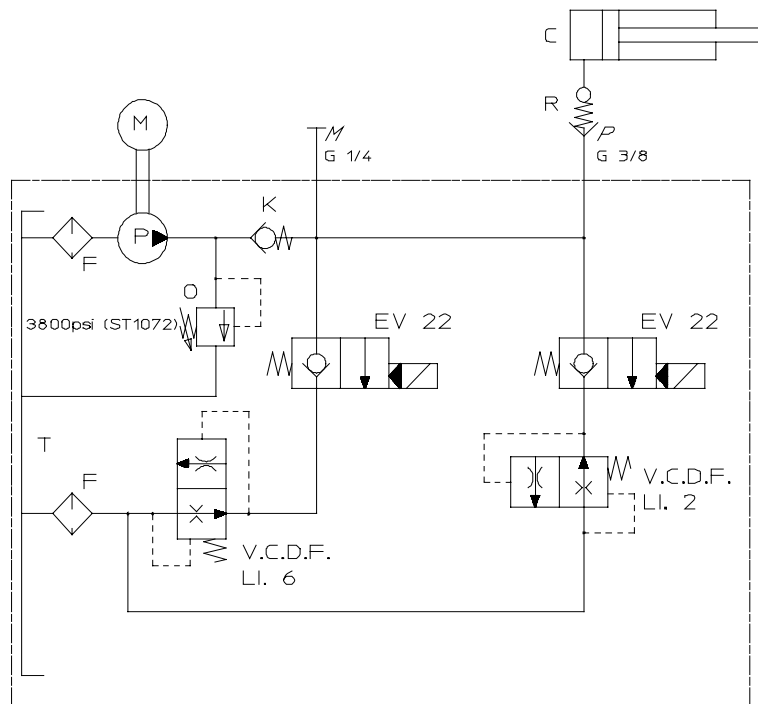 C
R
M
M
P
G 1/4
G 3/8
K
P
F
O
3800psi (ST1072)
EV 22
EV 22
T
F
V.C.D.F.
LI. 2
V.C.D.F.
LI. 6